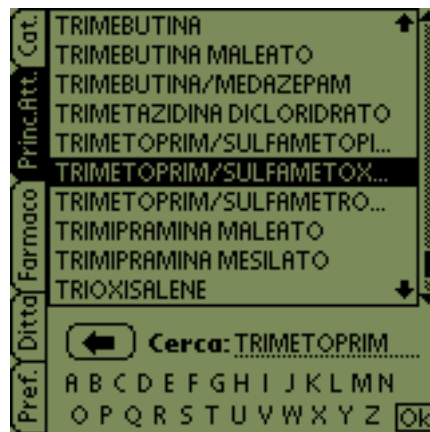 Cat.
Princ.Att.
Farmaco
Ditta
Pref.
TRIMEBUTINA
TRIMEBUTINA MALEATO
TRIMEBUTINA/MEDAZEPAM
TRIMETAZIDINA DICLORIDRATO
TRIMETOPRIM/SULFAMETOPI...
TRIMETOPRIM/SULFAMETOX...
TRIMETOPRIM/SULFAMETRO...
TRIMIPRAMINA MALEATO
TRIMIPRAMINA MESILATO
TRIOXISALENE
Cerca: TRIMETOPRIM
A B C D E F G H I J K L M N
O P Q R S T U V W X Y Z Ok